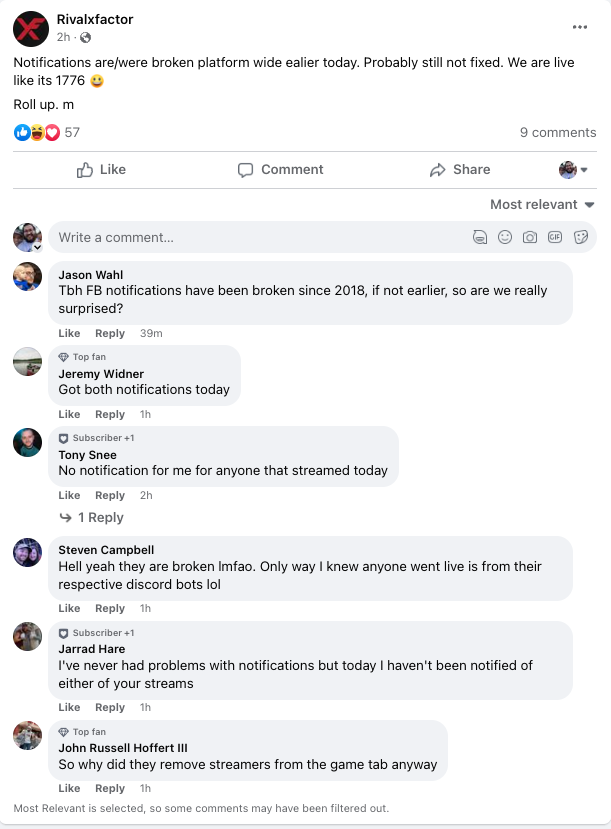 Rivalxfactor
2h ·
Notifications are/were broken platform wide ealier today. Probably still not fixed. We are live
like its 1776 😃
Roll up. m
57
9 comments
Like
Comment
Share
Most relevant
Write a comment...
GIF
Jason Wahl
Tbh FB notifications have been broken since 2018, if not earlier, so are we really
surprised?
Like Reply 39m
Top fan
Jeremy Widner
Got both notifications today
Like Reply 1h
Subscriber +1
Tony Snee
No notification for me for anyone that streamed today
Like Reply 2h
1 Reply
Steven Campbell
Hell yeah they are broken lmfao. Only way I knew anyone went live is from their
respective discord bots lol
Like Reply 1h
Subscriber +1
Jarrad Hare
I've never had problems with notifications but today I haven't been notified of
either of your streams
Like Reply 1h
Top fan
John Russell Hoffert III
So why did they remove streamers from the game tab anyway
Like Reply 1h
Most Relevant is selected, so some comments may have been filtered out.